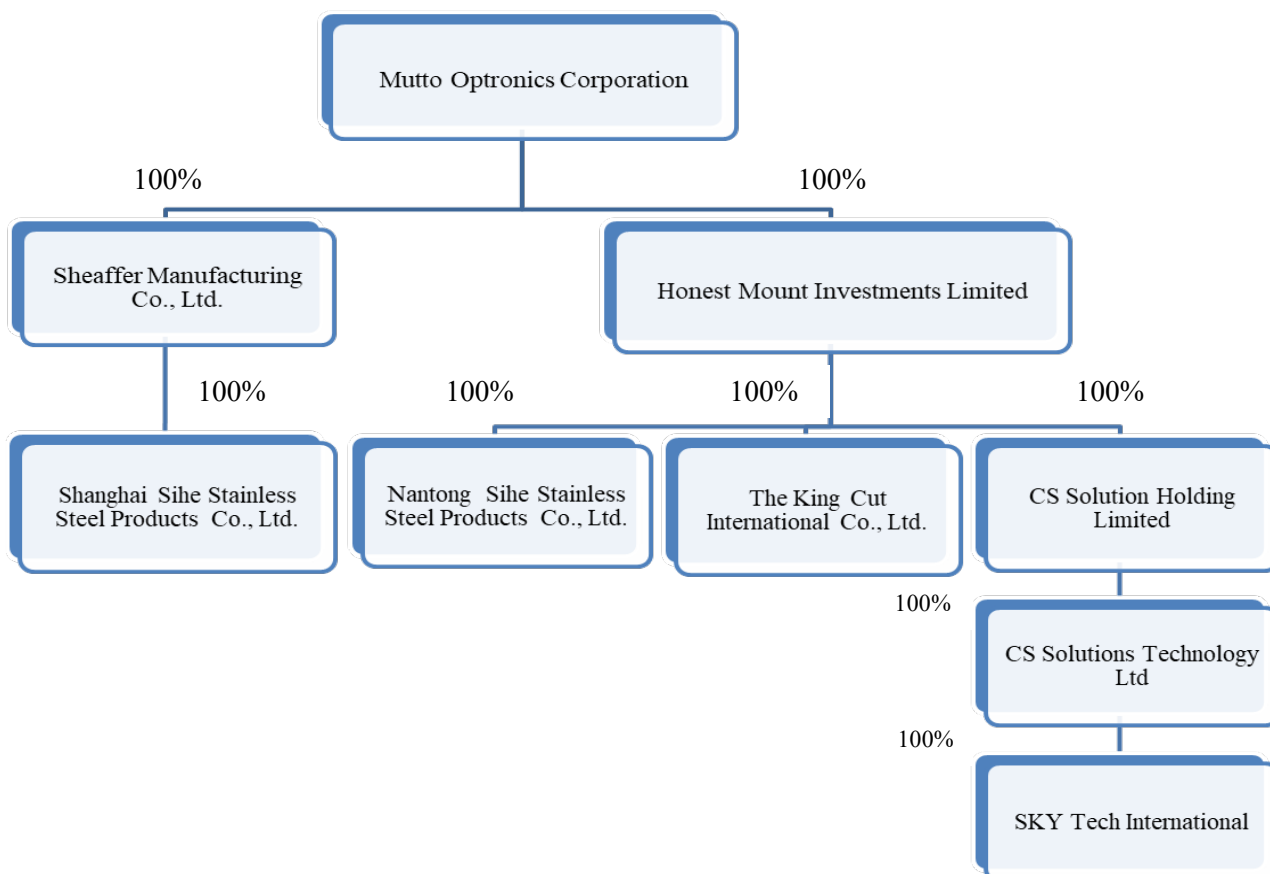 Mutto Optronics Corporation
100%
100%
Sheaffer Manufacturing
Co., Ltd.
Honest Mount Investments Limited
100%
100%
100%
100%
Shanghai Sihe Stainless
Steel Products Co., Ltd.
Nantong Sihe Stainless
Steel Products Co., Ltd.
The King Cut
International Co., Ltd.
CS Solution Holding
Limited
100%
CS Solutions Technology
Ltd
100%
SKY Tech International